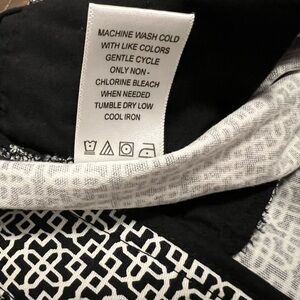 MACHINE WASH COLD
WITH LIKE COLORS
GENTLE CYCLE
ONLY NON -
CHLORINE BLEACH
WHEN NEEDED
TUMBLE DRY LOW
COOL IRON